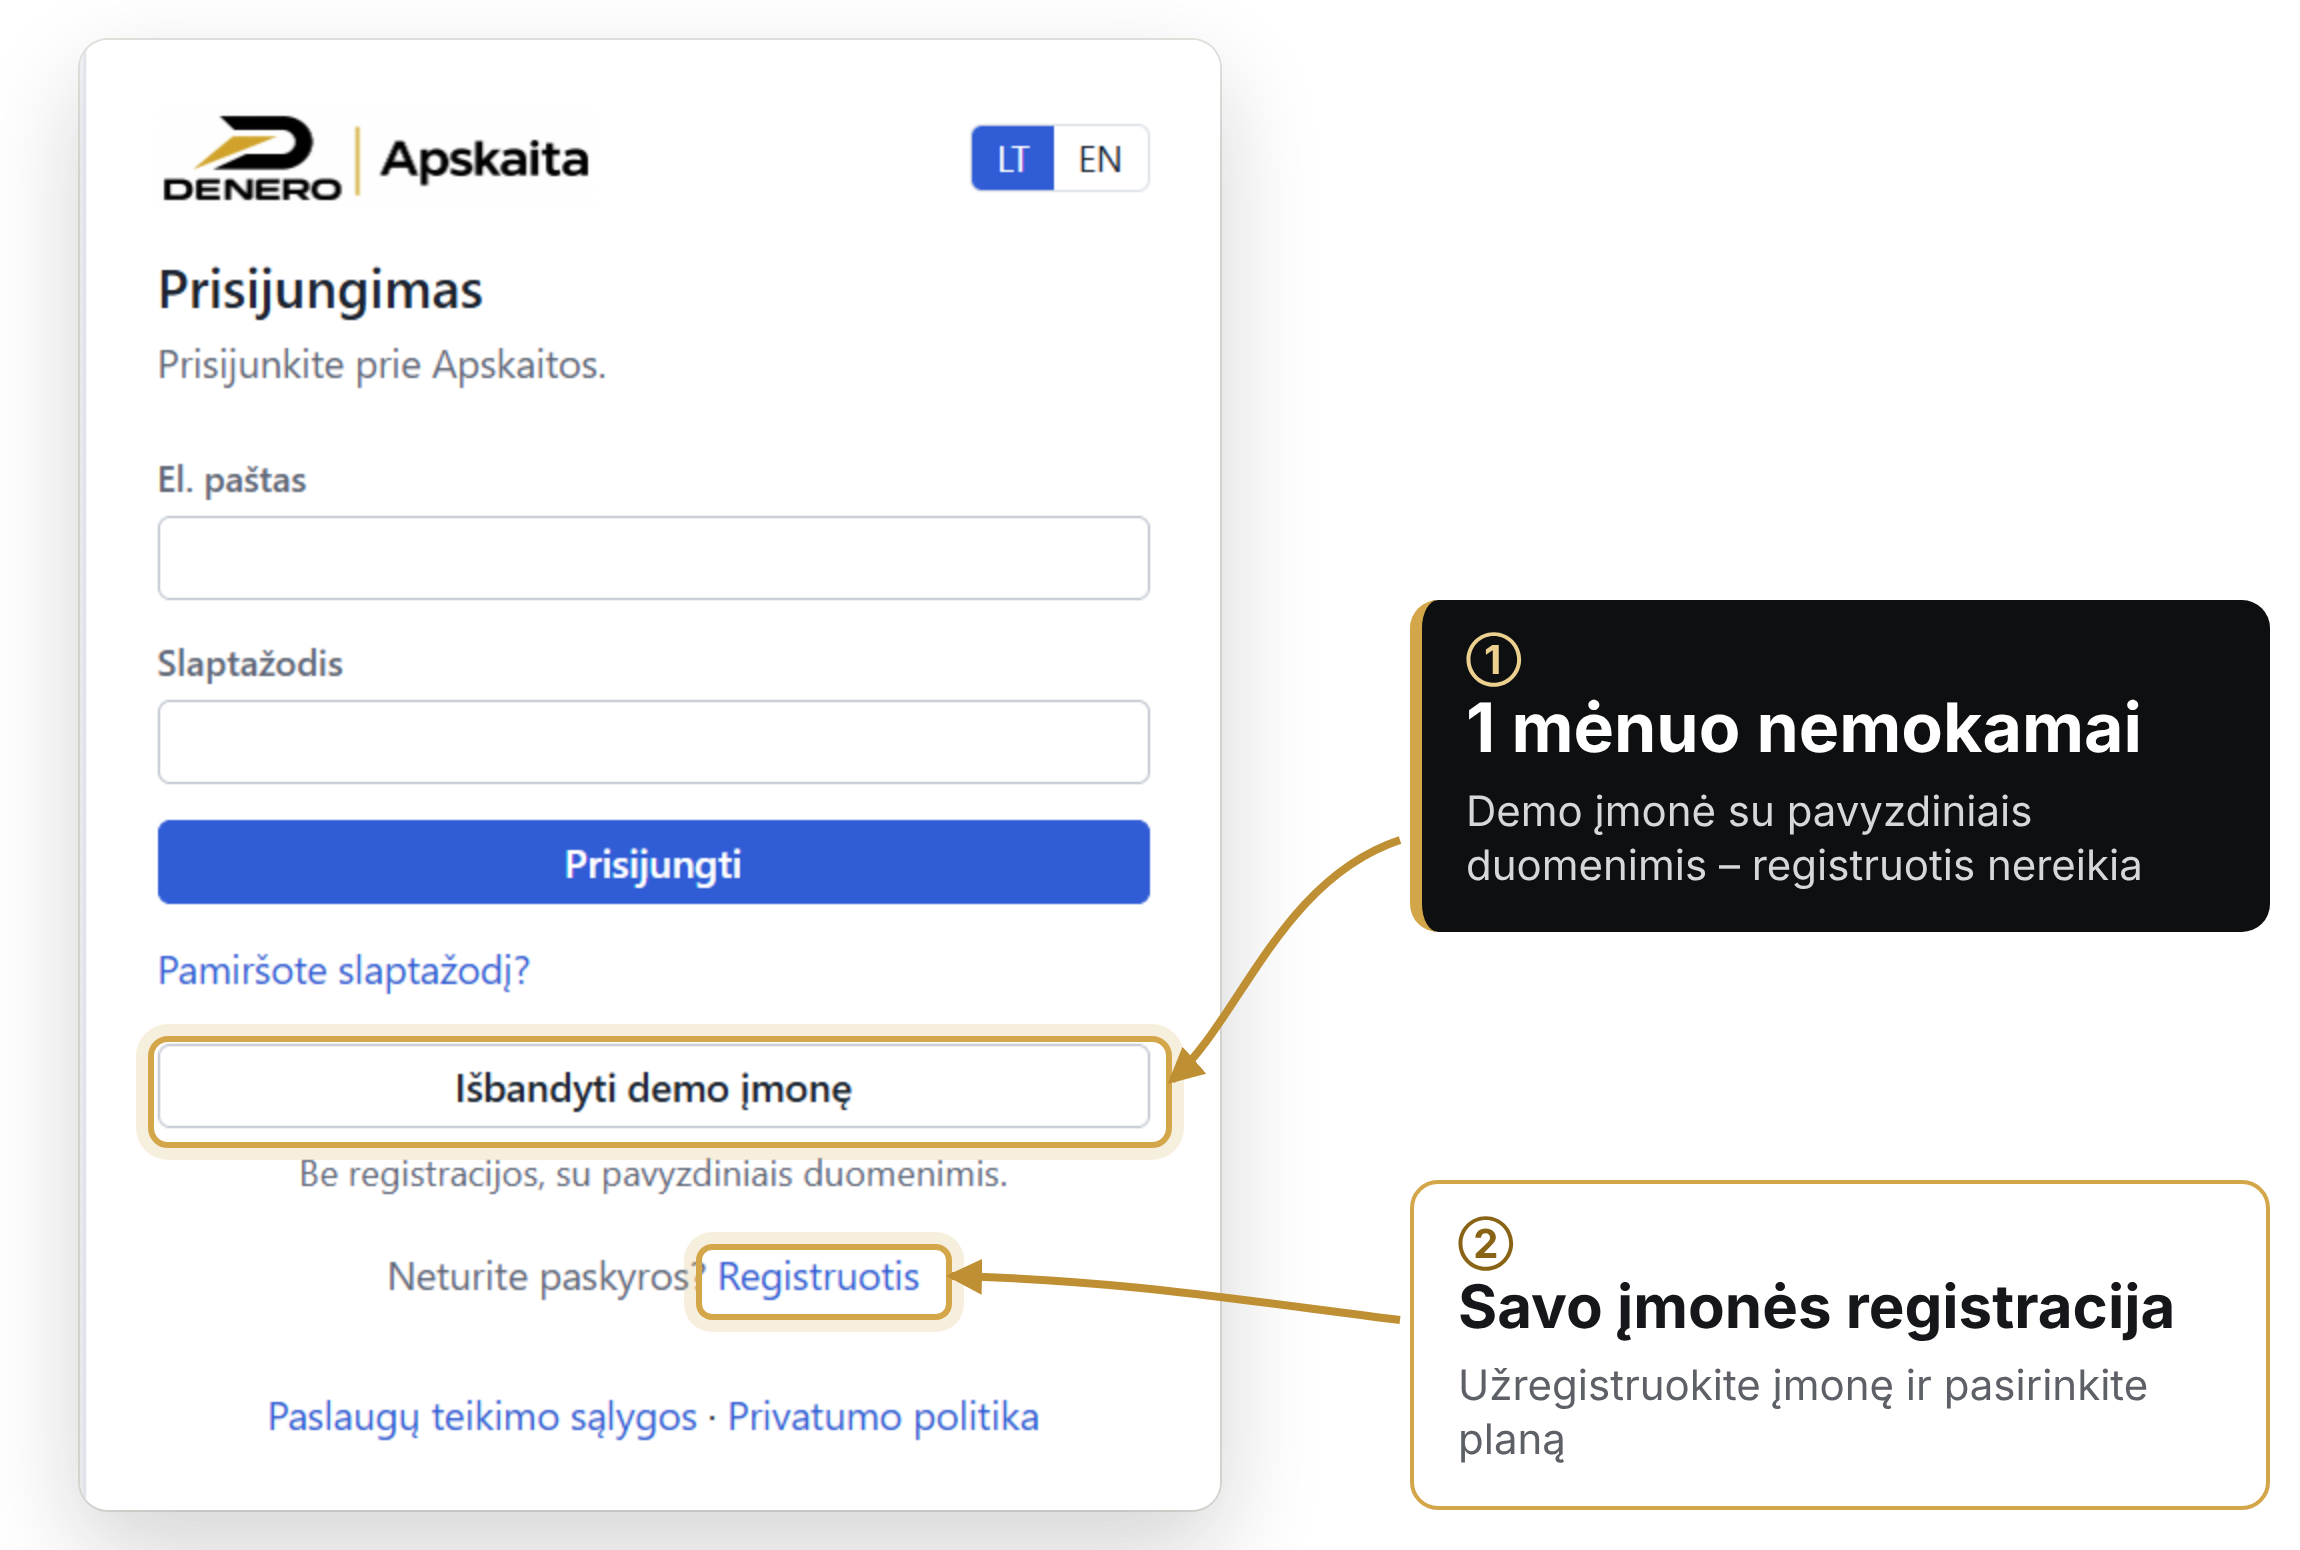 DENERO
Apskaita
LT
EN
Prisijungimas
Prisijunkite prie Apskaitos.
El. paštas
Slaptažodis
Prisijungti
Pamiršote slaptažodį?
Išbandyti demo įmonę
Be registracijos, su pavyzdiniais duomenimis.
Neturite paskyros? Registruotis
Paslaugų teikimo sąlygos · Privatumo politika
1
1 mėnuo nemokamai
Demo įmonė su pavyzdiniais
duomenimis – registruotis nereikia
2
Savo įmonės registracija
Užregistruokite įmonę ir pasirinkite
planą